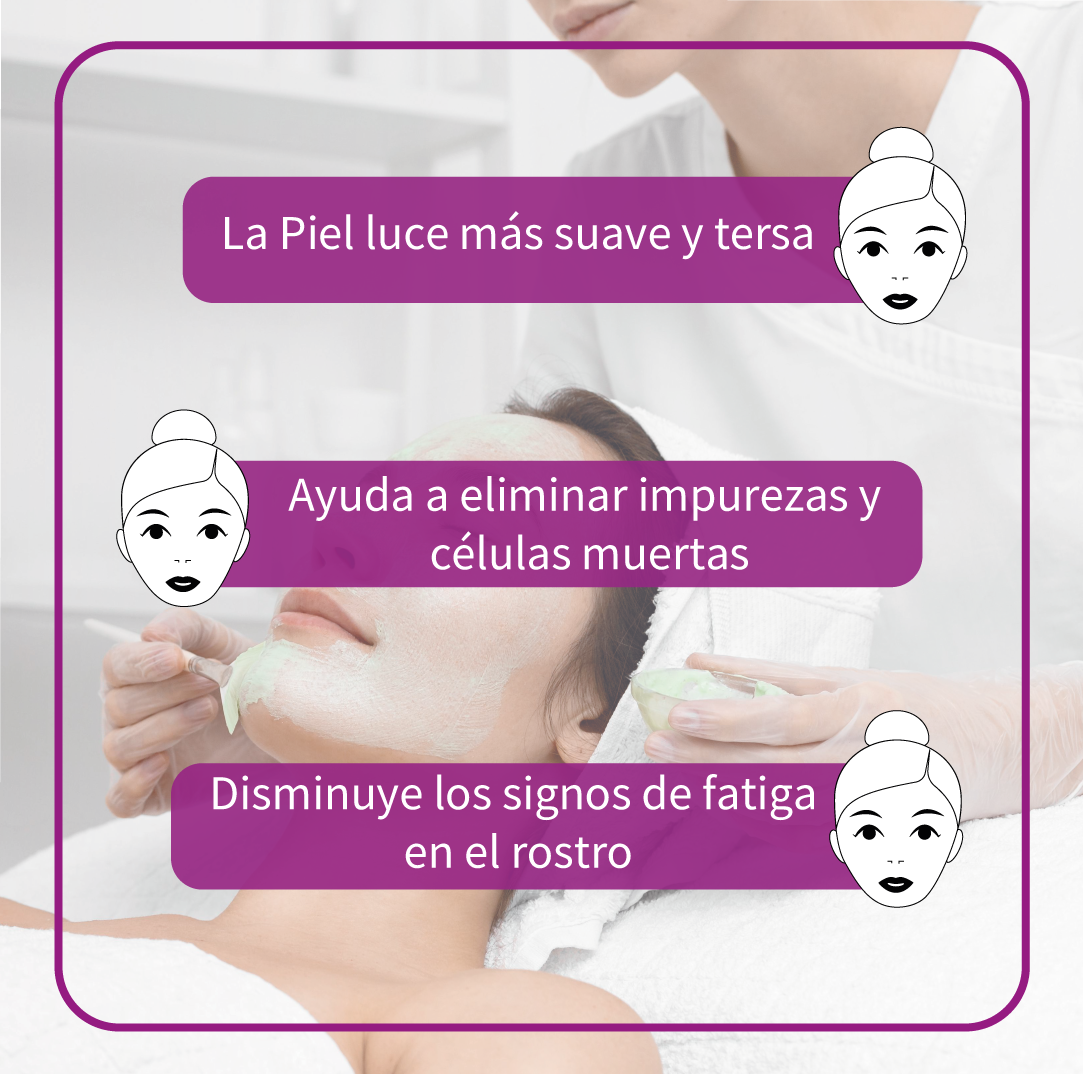 La Piel luce más suave y tersa
Ayuda a eliminar impurezas y
células muertas
Disminuye los signos de fatiga
en el rostro